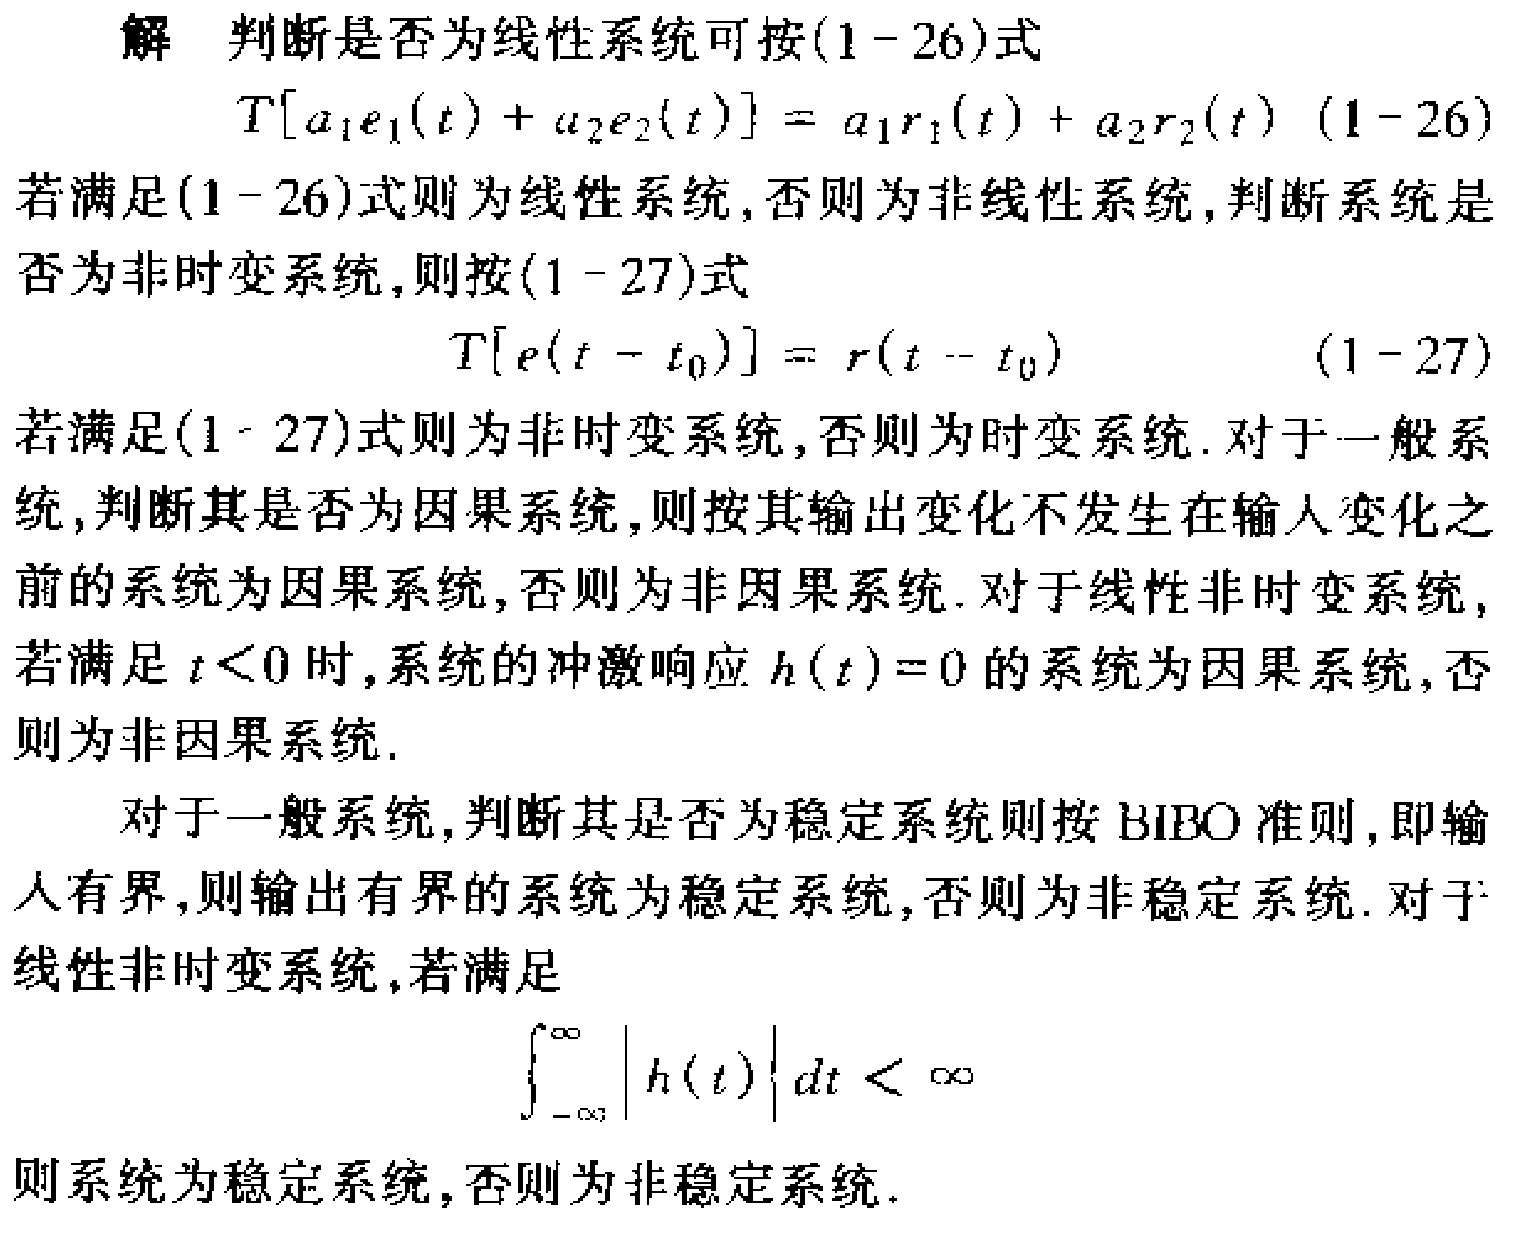 解 判断是否为线性系统可按(1-26)式
T[a₁e₁(t) + a₂e₂(t)] = a₁r₁(t) + a₂r₂(t) (1-26)
若满足(1-26)式则为线性系统,否则为非线性系统,判断系统是
否为非时变系统,则按(1-27)式
T[e(t - t₀)] = r(t - t₀) (1-27)
若满足(1-27)式则为非时变系统,否则为时变系统.对于一般系
统,判断其是否为因果系统,则按其输出变化不发生在输入变化之
前的系统为因果系统,否则为非因果系统.对于线性非时变系统,
若满足 t<0 时,系统的冲激响应 h(t)=0 的系统为因果系统,否
则为非因果系统.
对于一般系统,判断其是否为稳定系统则按 BIBO 准则,即输
入有界,则输出有界的系统为稳定系统,否则为非稳定系统.对于
线性非时变系统,若满足
∫_{-∞}^{∞} |h(t)| dt < ∞
则系统为稳定系统,否则为非稳定系统.